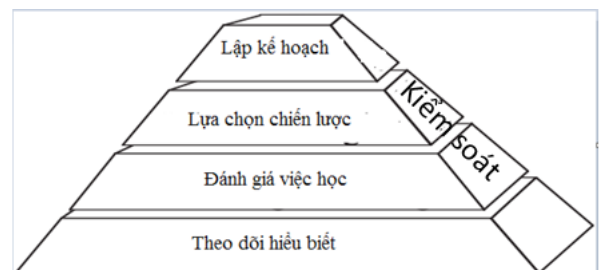 Lập kế hoạch
Lựa chọn chiến lược
Đánh giá việc học
Theo dõi hiểu biết
Kiểm soát